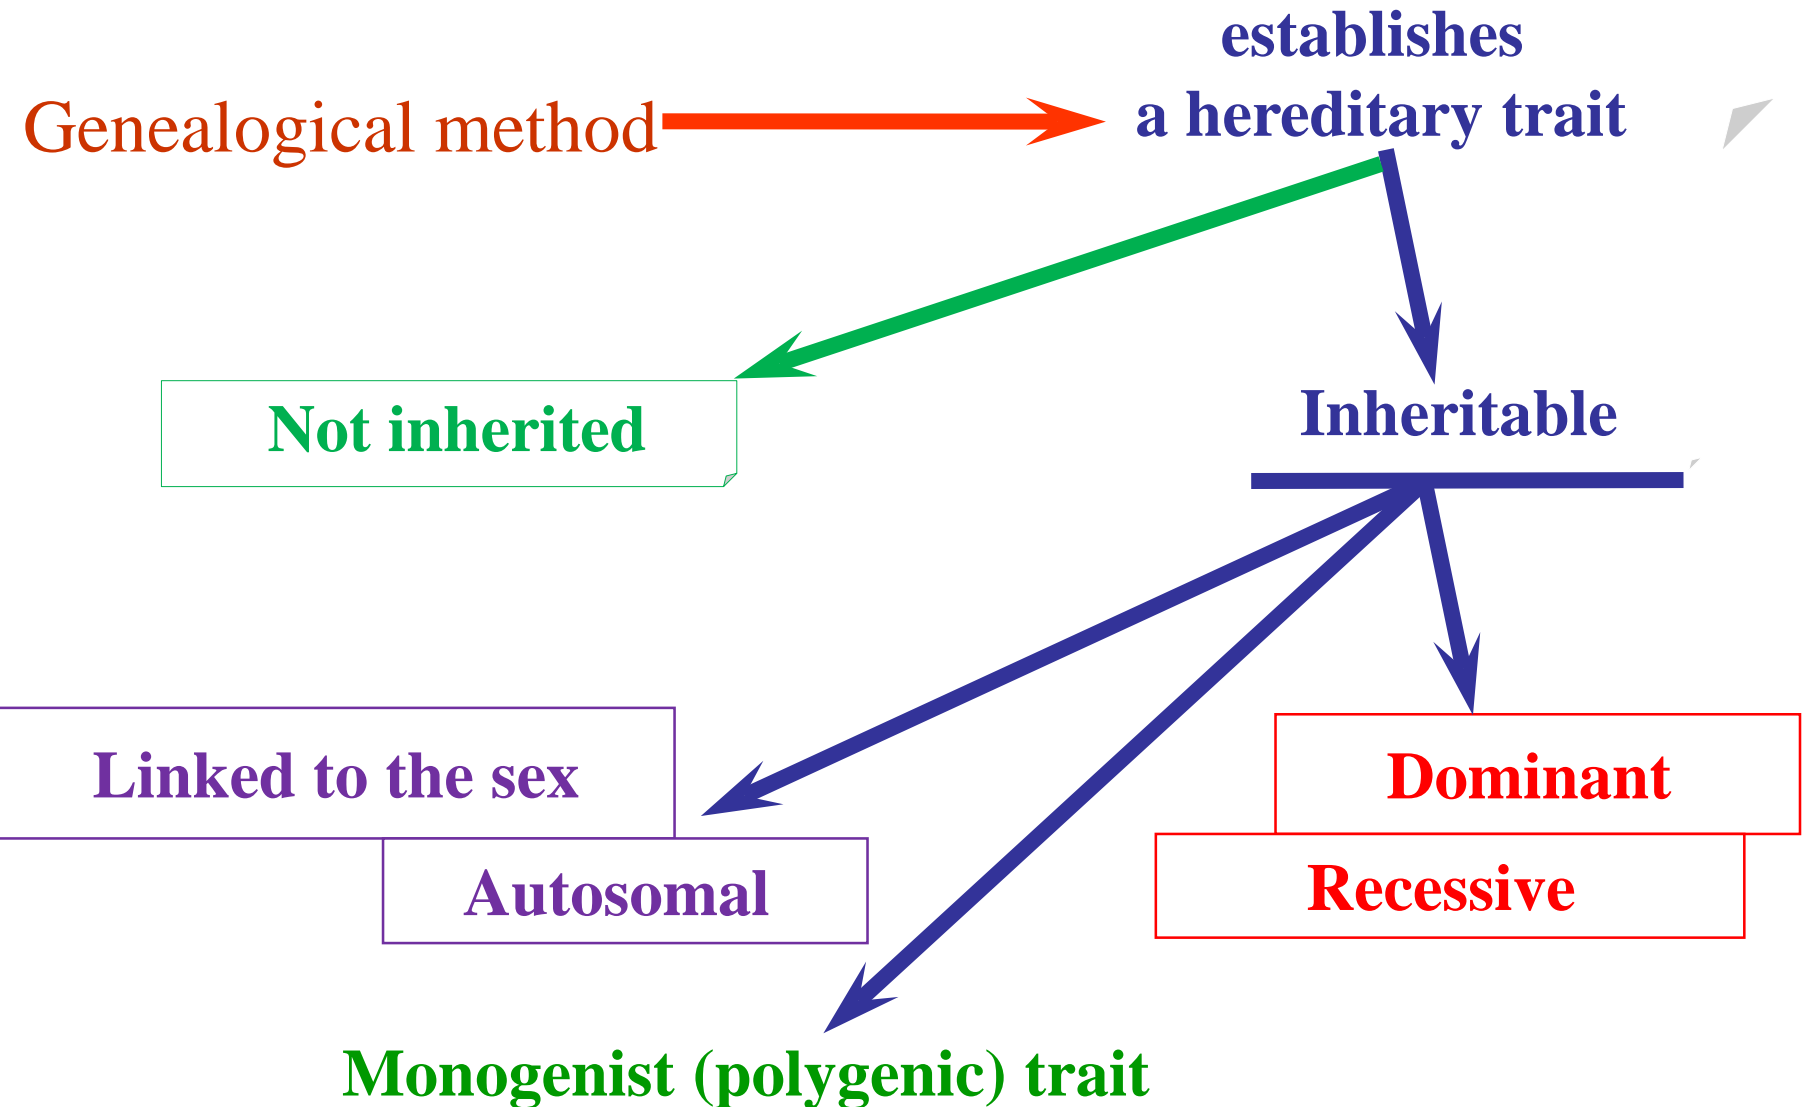 establishes
Genealogical method
a hereditary trait
Not inherited
Inheritable
Linked to the sex
Dominant
Autosomal
Recessive
Monogenist (polygenic) trait